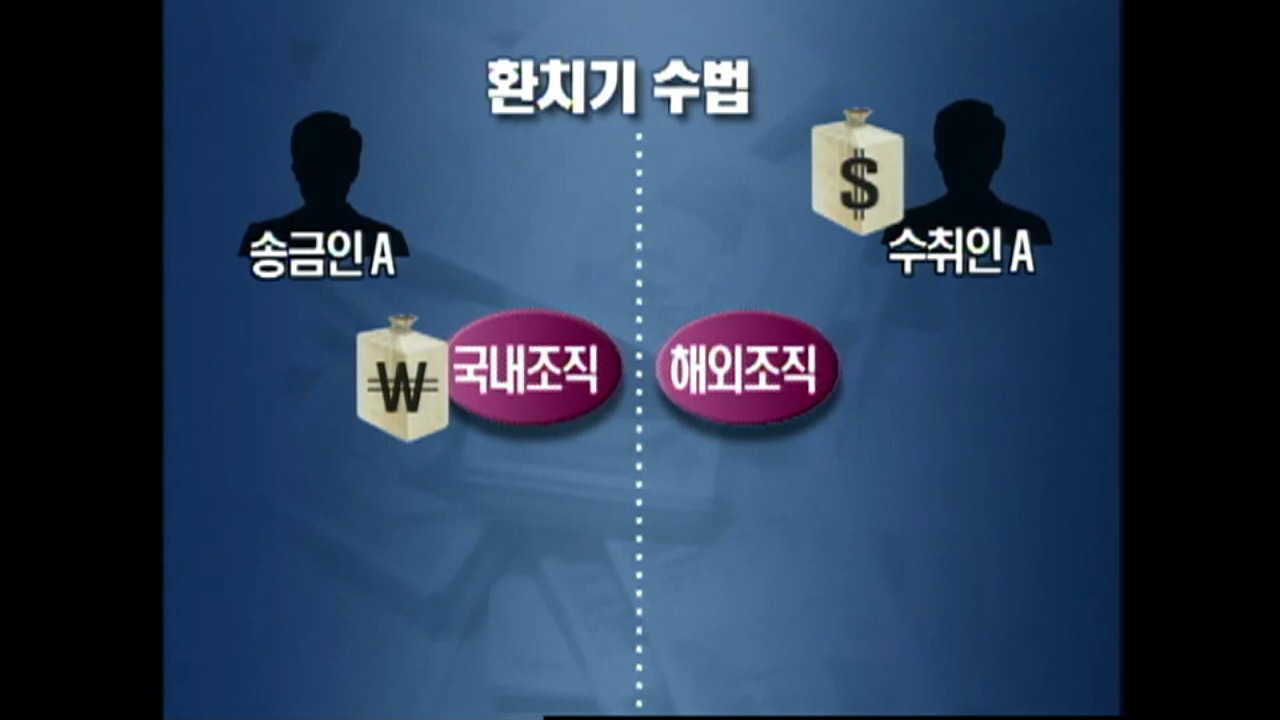 환치기 수법
$
송금인 A
수취인 A
₩
국내조직
해외조직